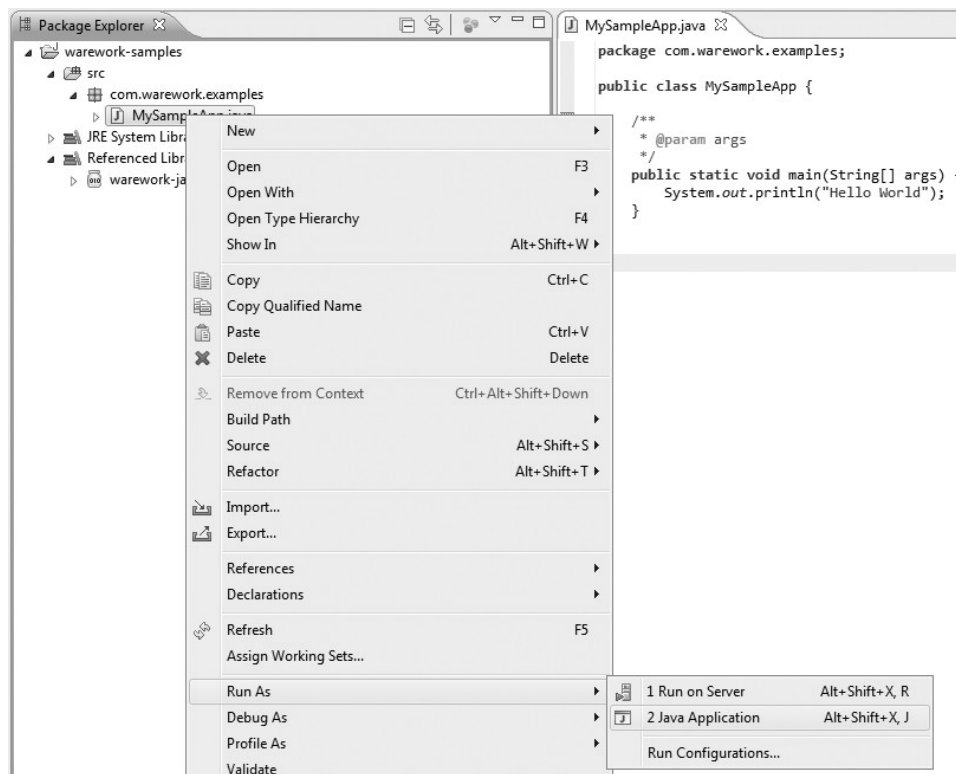 Package Explorer
warework-samples
src
com.warework.examples
MySampleApp.java
JRE System Libr
Referenced Libr
warework-ja
New
Open F3
Open With
Open Type Hierarchy F4
Show In Alt+Shift+W
Copy Ctrl+C
Copy Qualified Name
Paste Ctrl+V
Delete Delete
Remove from Context Ctrl+Alt+Shift+Down
Build Path
Source Alt+Shift+S
Refactor Alt+Shift+T
Import...
Export...
References
Declarations
Refresh F5
Assign Working Sets...
Run As
Debug As
Profile As
Validate
1 Run on Server Alt+Shift+X, R
2 Java Application Alt+Shift+X, J
Run Configurations...
MySampleApp.java
package com.warework.examples;
public class MySampleApp {
/**
* @param args
*/
public static void main(String[] args) {
System.out.println("Hello World");
}